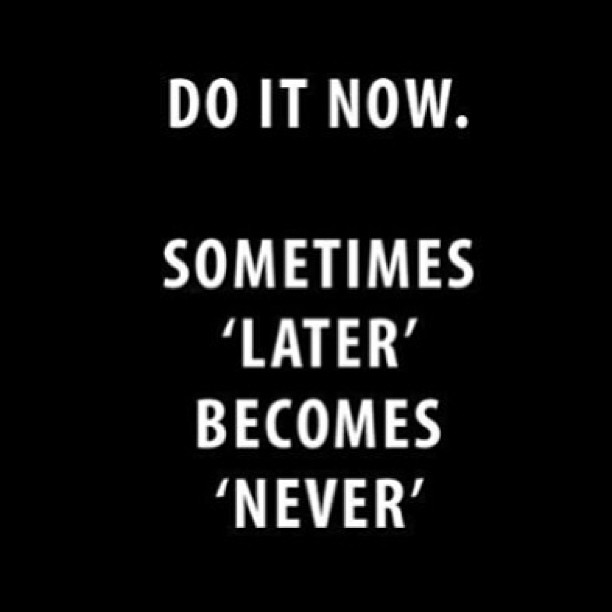 DO IT NOW.
SOMETIMES
‘LATER’
BECOMES
‘NEVER’